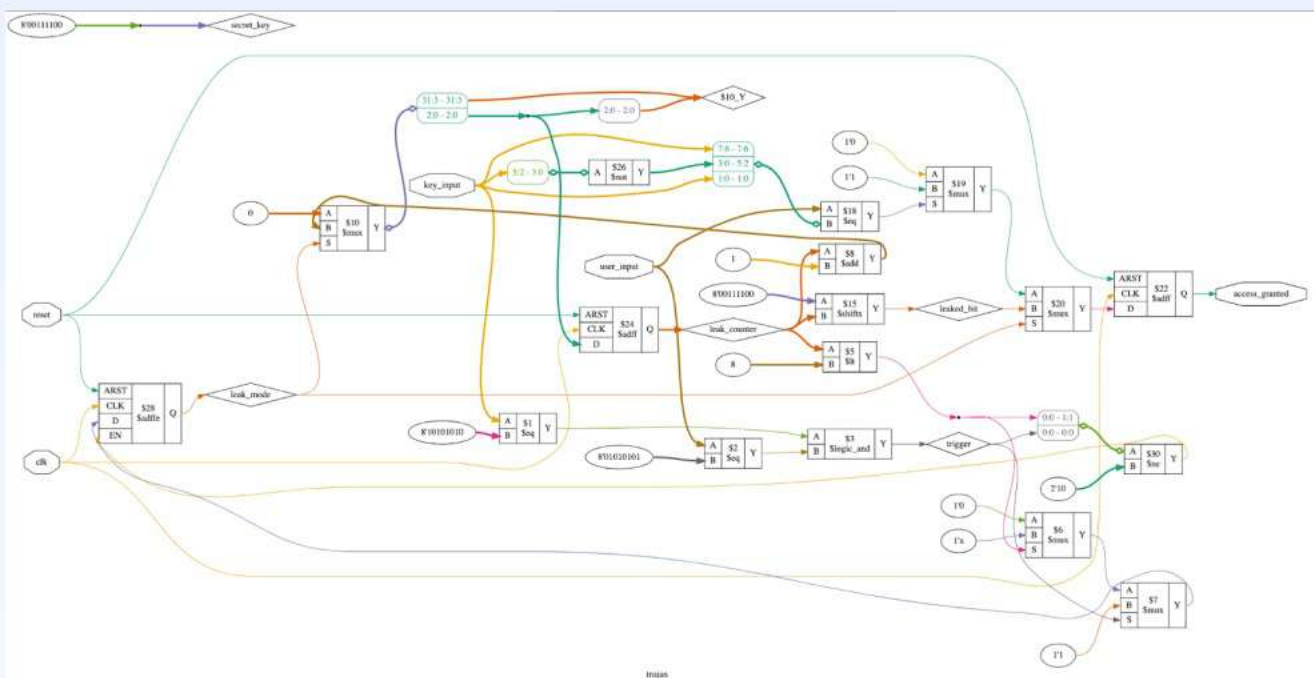 8'00111100
secret_key
31:3 - 31:3
2:0 - 2:0
2:0 - 2:0
$10_Y
key_input
5:2 - 3:0
A $26 $not Y
7:6 - 7:6
3:0 - 5:2
1:0 - 1:0
1'0
1'1
A B S $19 $mux Y
0
A B S $10 $mux Y
A B $18 $eq Y
user_input
1
A B $8 $add Y
8'00111100
A B $15 $shiftx Y
leaked_bit
A B S $20 $mux Y
ARST CLK D $22 $adff Q
access_granted
reset
ARST CLK D $24 $adff Q
leak_counter
8
A B $5 $lt Y
ARST CLK D EN $28 $adffe Q
leak_mode
8'10101010
A B $1 $eq Y
8'01010101
A B $2 $eq Y
A B $3 $logic_and Y
trigger
0:0 - 1:1
0:0 - 0:0
A B $30 $ne Y
2'10
clk
1'0
1'x
A B S $6 $mux Y
A B S $7 $mux Y
1'1
trojan